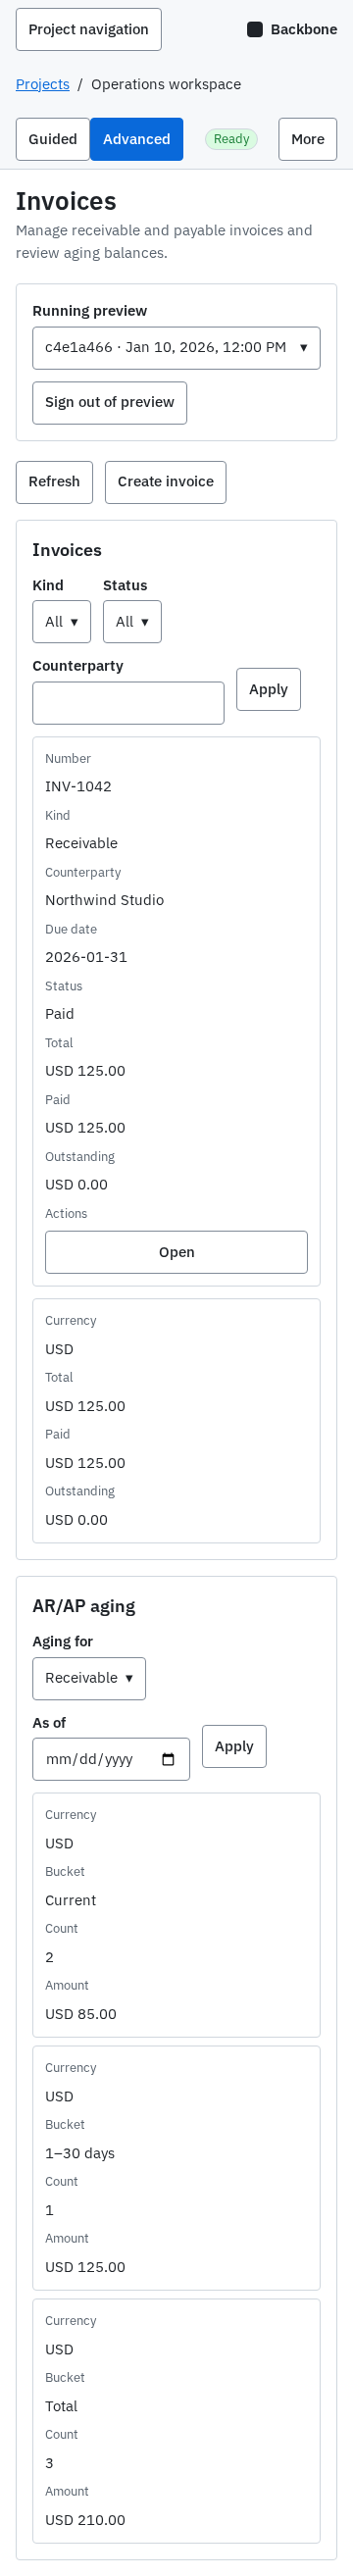 Project navigation
Backbone
Projects / Operations workspace
Guided
Advanced
Ready
More
Invoices
Manage receivable and payable invoices and
review aging balances.
Running preview
c4e1a466 · Jan 10, 2026, 12:00 PM ▾
Sign out of preview
Refresh
Create invoice
Invoices
Kind
Status
All ▾
All ▾
Counterparty
Apply
Number
INV-1042
Kind
Receivable
Counterparty
Northwind Studio
Due date
2026-01-31
Status
Paid
Total
USD 125.00
Paid
USD 125.00
Outstanding
USD 0.00
Actions
Open
Currency
USD
Total
USD 125.00
Paid
USD 125.00
Outstanding
USD 0.00
AR/AP aging
Aging for
Receivable ▾
As of
mm/dd/yyyy
Apply
Currency
USD
Bucket
Current
Count
2
Amount
USD 85.00
Currency
USD
Bucket
1–30 days
Count
1
Amount
USD 125.00
Currency
USD
Bucket
Total
Count
3
Amount
USD 210.00